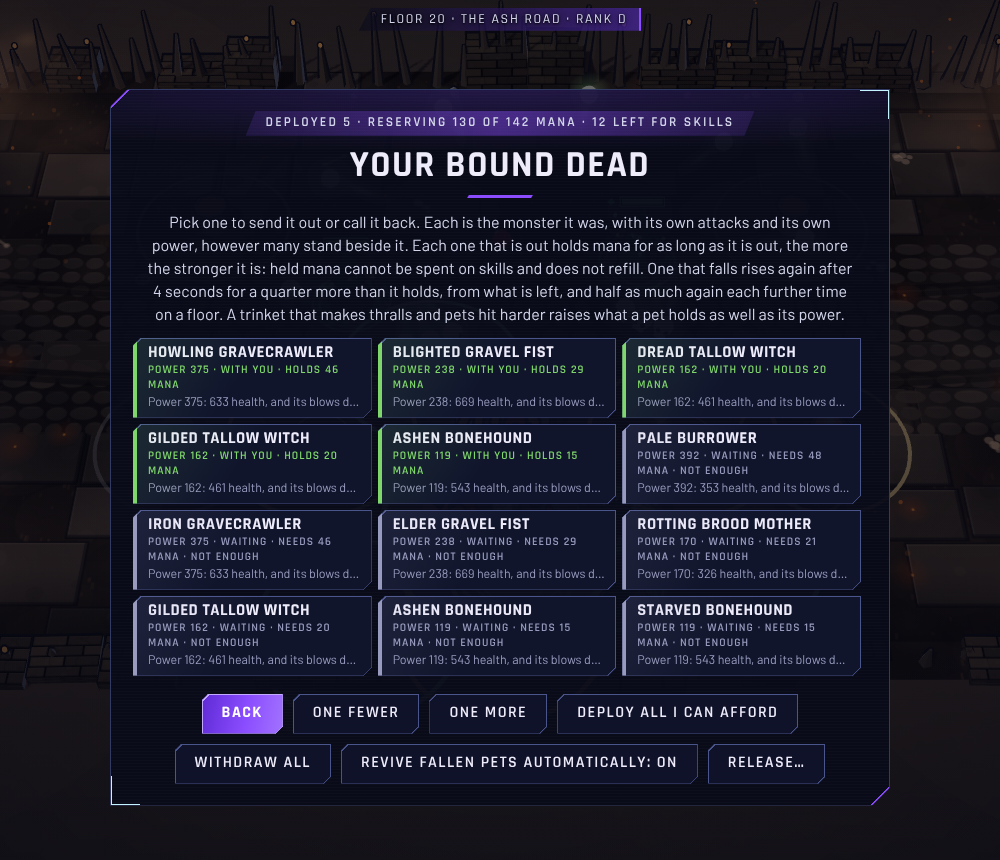 FLOOR 20 · THE ASH ROAD · RANK D
DEPLOYED 5 · RESERVING 130 OF 142 MANA · 12 LEFT FOR SKILLS
YOUR BOUND DEAD
Pick one to send it out or call it back. Each is the monster it was, with its own attacks and its own
power, however many stand beside it. Each one that is out holds mana for as long as it is out, the more
the stronger it is: held mana cannot be spent on skills and does not refill. One that falls rises again after
4 seconds for a quarter more than it holds, from what is left, and half as much again each further time
on a floor. A trinket that makes thralls and pets hit harder raises what a pet holds as well as its power.
HOWLING GRAVECRAWLER
POWER 375 · WITH YOU · HOLDS 46
MANA
Power 375: 633 health, and its blows d...
BLIGHTED GRAVEL FIST
POWER 238 · WITH YOU · HOLDS 29
MANA
Power 238: 669 health, and its blows d...
DREAD TALLOW WITCH
POWER 162 · WITH YOU · HOLDS 20
MANA
Power 162: 461 health, and its blows d...
GILDED TALLOW WITCH
POWER 162 · WITH YOU · HOLDS 20
MANA
Power 162: 461 health, and its blows d...
ASHEN BONEHOUND
POWER 119 · WITH YOU · HOLDS 15
MANA
Power 119: 543 health, and its blows d...
PALE BURROWER
POWER 392 · WAITING · NEEDS 48
MANA · NOT ENOUGH
Power 392: 353 health, and its blows d...
IRON GRAVECRAWLER
POWER 375 · WAITING · NEEDS 46
MANA · NOT ENOUGH
Power 375: 633 health, and its blows d...
ELDER GRAVEL FIST
POWER 238 · WAITING · NEEDS 29
MANA · NOT ENOUGH
Power 238: 669 health, and its blows d...
ROTTING BROOD MOTHER
POWER 170 · WAITING · NEEDS 21
MANA · NOT ENOUGH
Power 170: 326 health, and its blows d...
GILDED TALLOW WITCH
POWER 162 · WAITING · NEEDS 20
MANA · NOT ENOUGH
Power 162: 461 health, and its blows d...
ASHEN BONEHOUND
POWER 119 · WAITING · NEEDS 15
MANA · NOT ENOUGH
Power 119: 543 health, and its blows d...
STARVED BONEHOUND
POWER 119 · WAITING · NEEDS 15
MANA · NOT ENOUGH
Power 119: 543 health, and its blows d...
BACK
ONE FEWER
ONE MORE
DEPLOY ALL I CAN AFFORD
WITHDRAW ALL
REVIVE FALLEN PETS AUTOMATICALLY: ON
RELEASE...